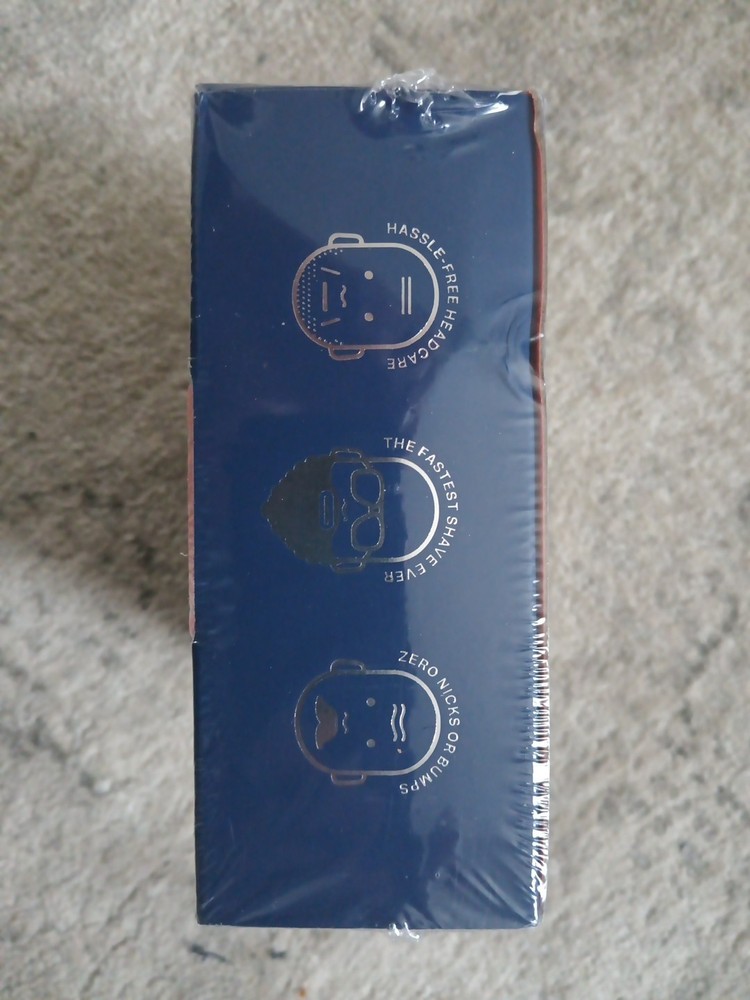 HASSLE-FREE HEADCARE
THE FASTEST SHAVE EVER
ZERO NICKS OR BUMPS